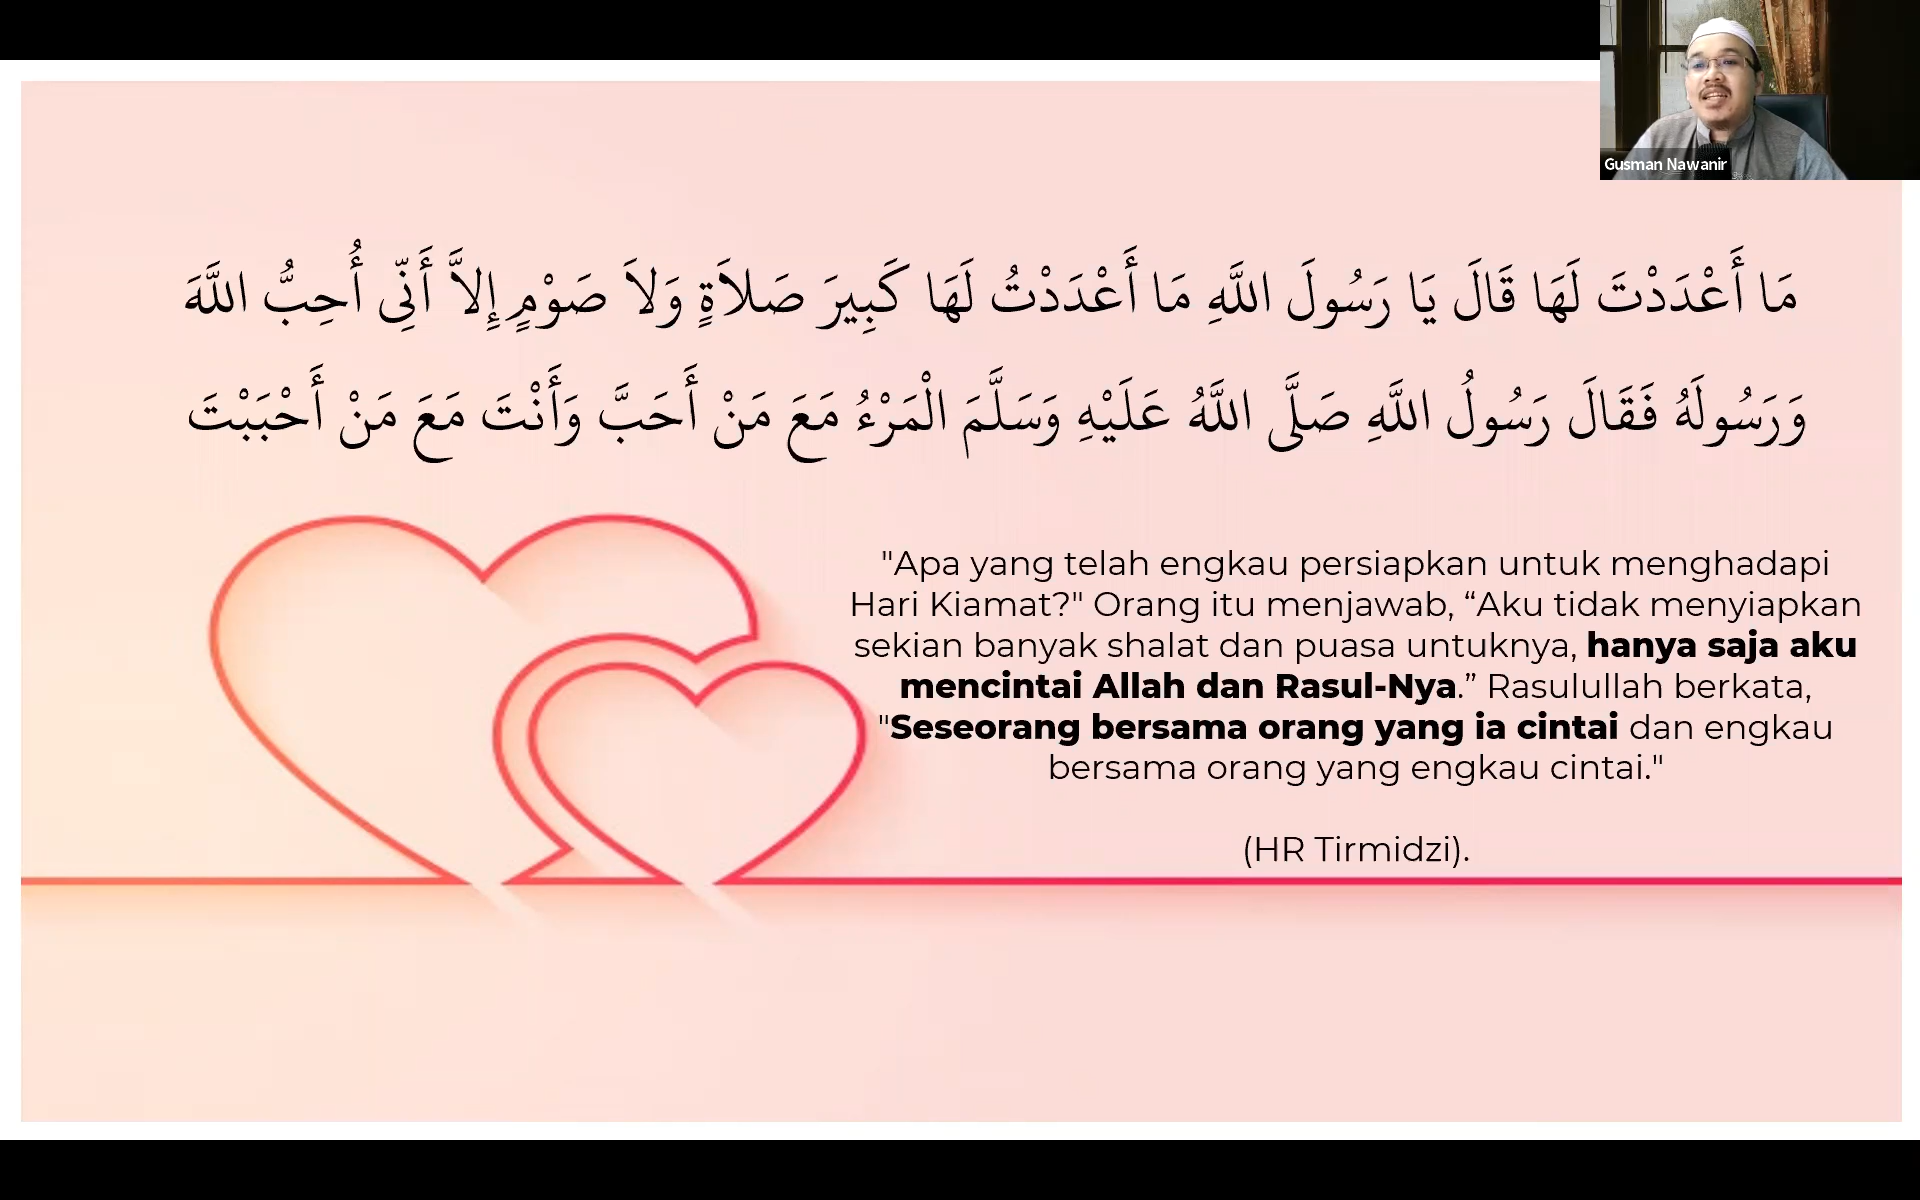 Gusman Nawanir
مَا أَعْدَدْتَ لَهَا قَالَ يَا رَسُولَ اللَّهِ مَا أَعْدَدْتُ لَهَا كَبِيرَ صَلاَةٍ وَلاَ صَوْمٍ إِلاَّ أَنِّى أُحِبُّ اللَّهَ
وَرَسُولَهُ فَقَالَ رَسُولُ اللَّهِ صَلَّى اللَّهُ عَلَيْهِ وَسَلَّمَ الْمَرْءُ مَعَ مَنْ أَحَبَّ وَأَنْتَ مَعَ مَنْ أَحْبَبْتَ
"Apa yang telah engkau persiapkan untuk menghadapi
Hari Kiamat?" Orang itu menjawab, “Aku tidak menyiapkan
sekian banyak shalat dan puasa untuknya, hanya saja aku
mencintai Allah dan Rasul-Nya.” Rasulullah berkata,
"Seseorang bersama orang yang ia cintai dan engkau
bersama orang yang engkau cintai."
(HR Tirmidzi).